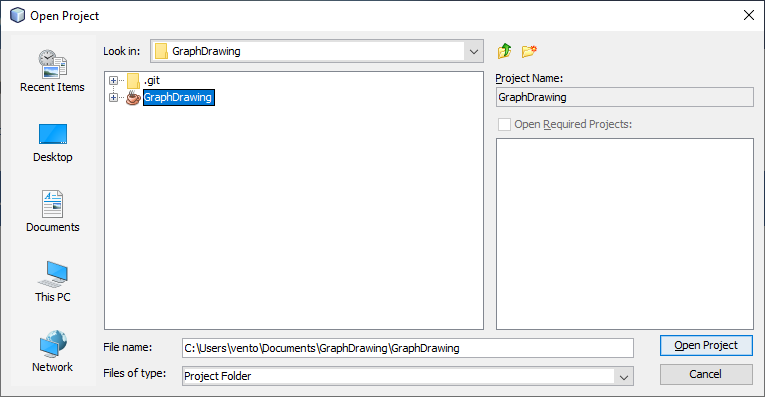 Open Project
Look in:
GraphDrawing
Recent Items
Desktop
Documents
This PC
Network
.git
GraphDrawing
Project Name:
GraphDrawing
Open Required Projects:
File name:
C:\Users\vento\Documents\GraphDrawing\GraphDrawing
Open Project
Files of type:
Project Folder
Cancel